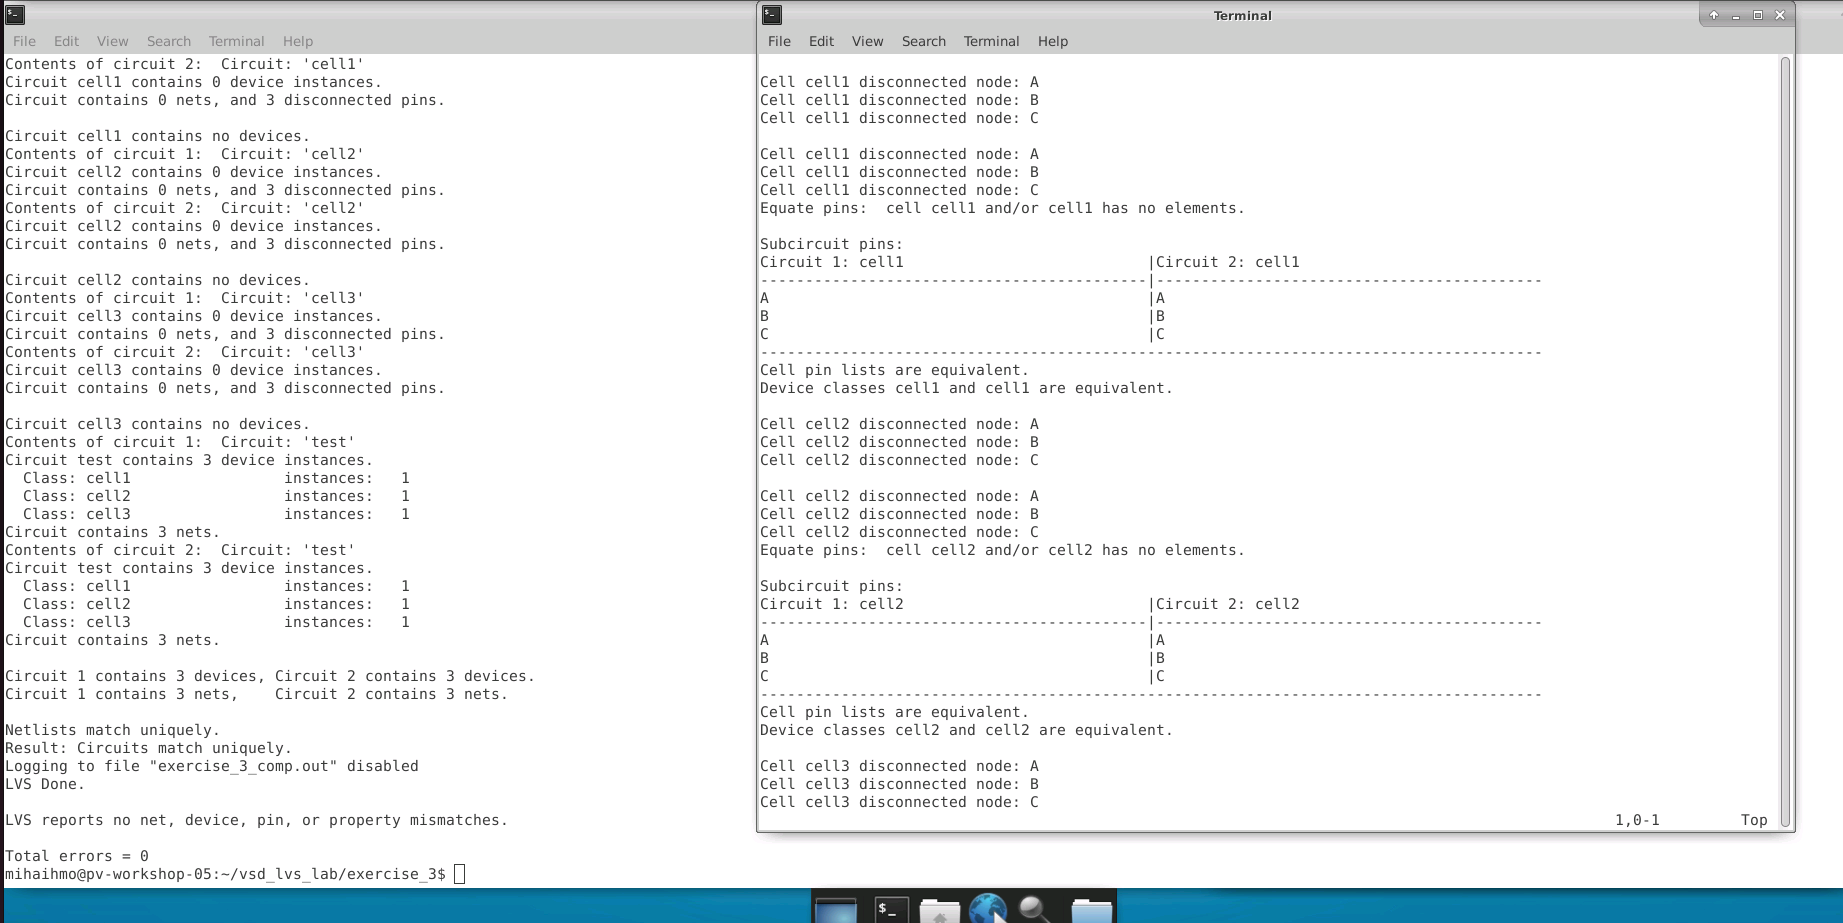 File Edit View Search Terminal Help
Contents of circuit 2:  Circuit: 'cell1'
Circuit cell1 contains 0 device instances.
Circuit contains 0 nets, and 3 disconnected pins.

Circuit cell1 contains no devices.
Contents of circuit 1:  Circuit: 'cell2'
Circuit cell2 contains 0 device instances.
Circuit contains 0 nets, and 3 disconnected pins.
Contents of circuit 2:  Circuit: 'cell2'
Circuit cell2 contains 0 device instances.
Circuit contains 0 nets, and 3 disconnected pins.

Circuit cell2 contains no devices.
Contents of circuit 1:  Circuit: 'cell3'
Circuit cell3 contains 0 device instances.
Circuit contains 0 nets, and 3 disconnected pins.
Contents of circuit 2:  Circuit: 'cell3'
Circuit cell3 contains 0 device instances.
Circuit contains 0 nets, and 3 disconnected pins.

Circuit cell3 contains no devices.
Contents of circuit 1:  Circuit: 'test'
Circuit test contains 3 device instances.
  Class: cell1                 instances:   1
  Class: cell2                 instances:   1
  Class: cell3                 instances:   1
Circuit contains 3 nets.
Contents of circuit 2:  Circuit: 'test'
Circuit test contains 3 device instances.
  Class: cell1                 instances:   1
  Class: cell2                 instances:   1
  Class: cell3                 instances:   1
Circuit contains 3 nets.

Circuit 1 contains 3 devices, Circuit 2 contains 3 devices.
Circuit 1 contains 3 nets,    Circuit 2 contains 3 nets.

Netlists match uniquely.
Result: Circuits match uniquely.
Logging to file "exercise_3_comp.out" disabled
LVS Done.

LVS reports no net, device, pin, or property mismatches.

Total errors = 0
mihaihmo@pv-workshop-05:~/vsd_lvs_lab/exercise_3$
Terminal
File Edit View Search Terminal Help
Cell cell1 disconnected node: A
Cell cell1 disconnected node: B
Cell cell1 disconnected node: C

Cell cell1 disconnected node: A
Cell cell1 disconnected node: B
Cell cell1 disconnected node: C
Equate pins:  cell cell1 and/or cell1 has no elements.

Subcircuit pins:
Circuit 1: cell1                           |Circuit 2: cell1
-------------------------------------------|-------------------------------------------
A                                          |A
B                                          |B
C                                          |C
---------------------------------------------------------------------------------------
Cell pin lists are equivalent.
Device classes cell1 and cell1 are equivalent.

Cell cell2 disconnected node: A
Cell cell2 disconnected node: B
Cell cell2 disconnected node: C

Cell cell2 disconnected node: A
Cell cell2 disconnected node: B
Cell cell2 disconnected node: C
Equate pins:  cell cell2 and/or cell2 has no elements.

Subcircuit pins:
Circuit 1: cell2                           |Circuit 2: cell2
-------------------------------------------|-------------------------------------------
A                                          |A
B                                          |B
C                                          |C
---------------------------------------------------------------------------------------
Cell pin lists are equivalent.
Device classes cell2 and cell2 are equivalent.

Cell cell3 disconnected node: A
Cell cell3 disconnected node: B
Cell cell3 disconnected node: C
1,0-1         Top